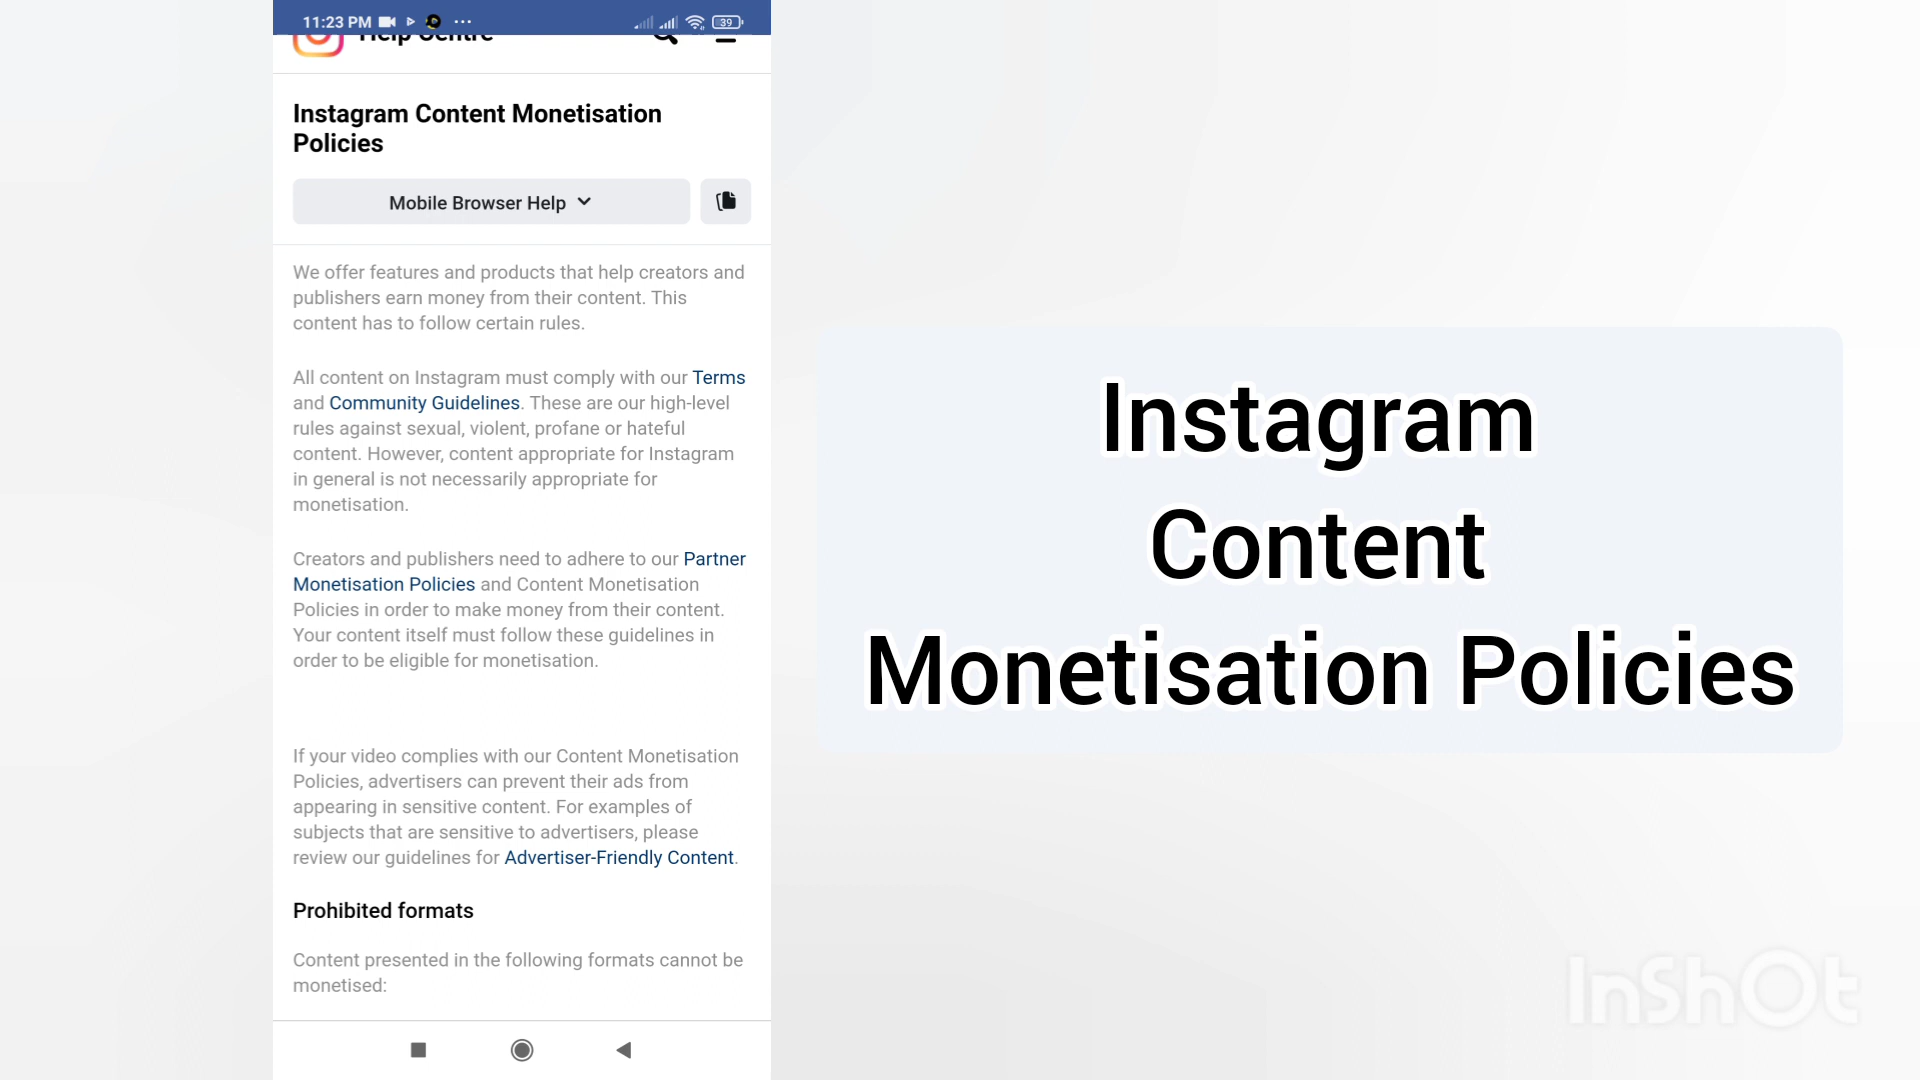 11:23 PM
39
Help Centre
Instagram Content Monetisation
Policies
Mobile Browser Help
We offer features and products that help creators and
publishers earn money from their content. This
content has to follow certain rules.
All content on Instagram must comply with our Terms
and Community Guidelines. These are our high-level
rules against sexual, violent, profane or hateful
content. However, content appropriate for Instagram
in general is not necessarily appropriate for
monetisation.
Creators and publishers need to adhere to our Partner
Monetisation Policies and Content Monetisation
Policies in order to make money from their content.
Your content itself must follow these guidelines in
order to be eligible for monetisation.
If your video complies with our Content Monetisation
Policies, advertisers can prevent their ads from
appearing in sensitive content. For examples of
subjects that are sensitive to advertisers, please
review our guidelines for Advertiser-Friendly Content.
Prohibited formats
Content presented in the following formats cannot be
monetised:
Instagram
Content
Monetisation Policies
InShOt